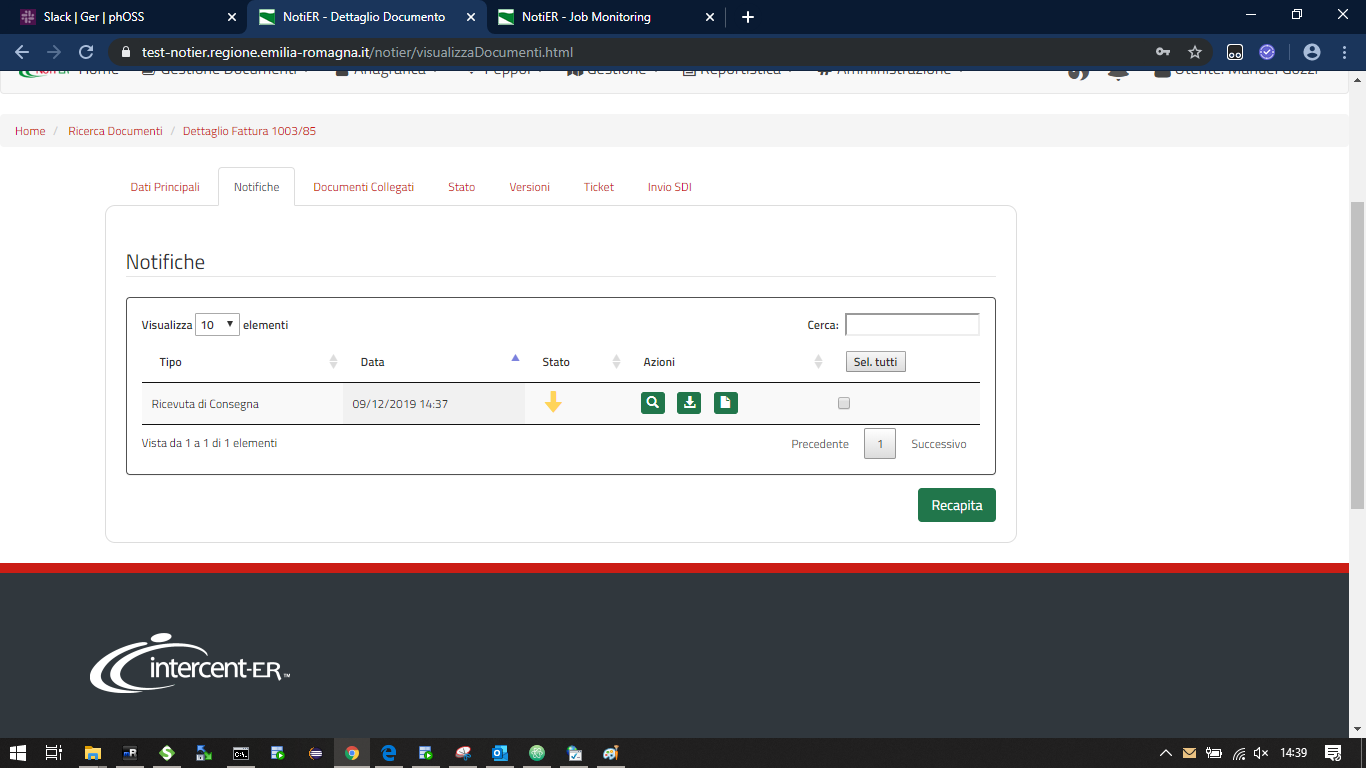 Slack | Ger | phOSS
NotiER - Dettaglio Documento
NotiER - Job Monitoring
test-notier.regione.emilia-romagna.it/notier/visualizzaDocumenti.html
Home Gestione Documenti Anagrafica Peppol Gestione Reportistica Amministrazione Utente: Manuel Gozzi
Home / Ricerca Documenti / Dettaglio Fattura 1003/85
Dati Principali Notifiche Documenti Collegati Stato Versioni Ticket Invio SDI
Notifiche
Visualizza 10 elementi Cerca:
Tipo Data Stato Azioni Sel. tutti
Ricevuta di Consegna 09/12/2019 14:37
Vista da 1 a 1 di 1 elementi Precedente 1 Successivo
Recapita
intercent-ER™
14:39